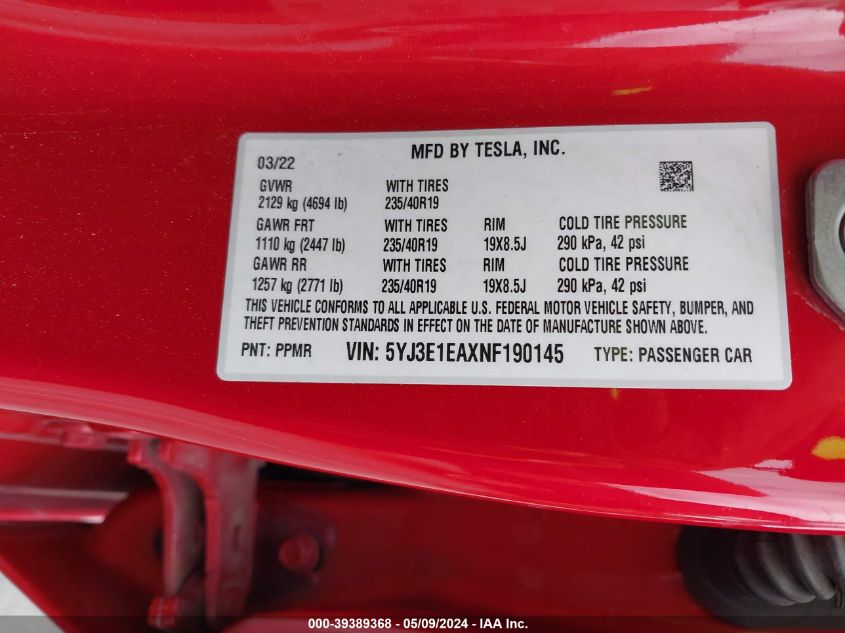 MFD BY TESLA, INC.
03/22
GVWR WITH TIRES
2129 kg (4694 lb) 235/40R19
GAWR FRT WITH TIRES RIM COLD TIRE PRESSURE
1110 kg (2447 lb) 235/40R19 19X8.5J 290 kPa, 42 psi
GAWR RR WITH TIRES RIM COLD TIRE PRESSURE
1257 kg (2771 lb) 235/40R19 19X8.5J 290 kPa, 42 psi
THIS VEHICLE CONFORMS TO ALL APPLICABLE U.S. FEDERAL MOTOR VEHICLE SAFETY, BUMPER, AND
THEFT PREVENTION STANDARDS IN EFFECT ON THE DATE OF MANUFACTURE SHOWN ABOVE.
PNT: PPMR VIN: 5YJ3E1EAXNF190145 TYPE: PASSENGER CAR
000-39389368 - 05/09/2024 - IAA Inc.